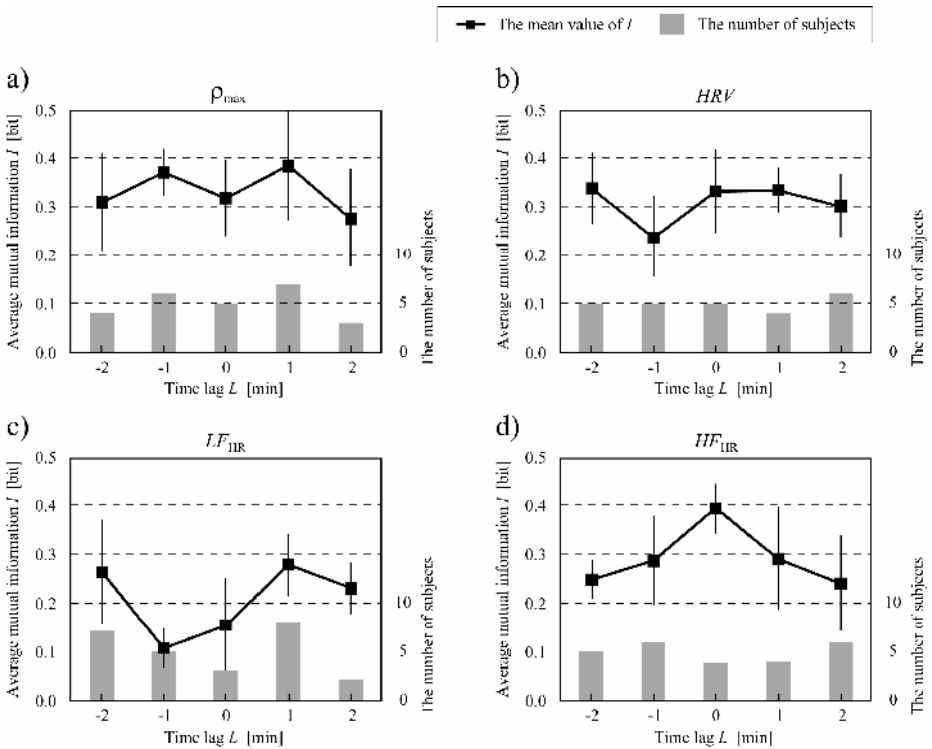 The mean value of I The number of subjects
a) ρmax
Average mutual information I [bit]
0.5
0.4
0.3
0.2
0.1
0.0
-2 -1 0 1 2
Time lag L [min]
10
5
0
The number of subjects
b) HRV
Average mutual information I [bit]
0.5
0.4
0.3
0.2
0.1
0.0
-2 -1 0 1 2
Time lag L [min]
10
5
0
The number of subjects
c) LFHR
Average mutual information I [bit]
0.5
0.4
0.3
0.2
0.1
0.0
-2 -1 0 1 2
Time lag L [min]
10
5
0
The number of subjects
d) HFHR
Average mutual information I [bit]
0.5
0.4
0.3
0.2
0.1
0.0
-2 -1 0 1 2
Time lag L [min]
10
5
0
The number of subjects